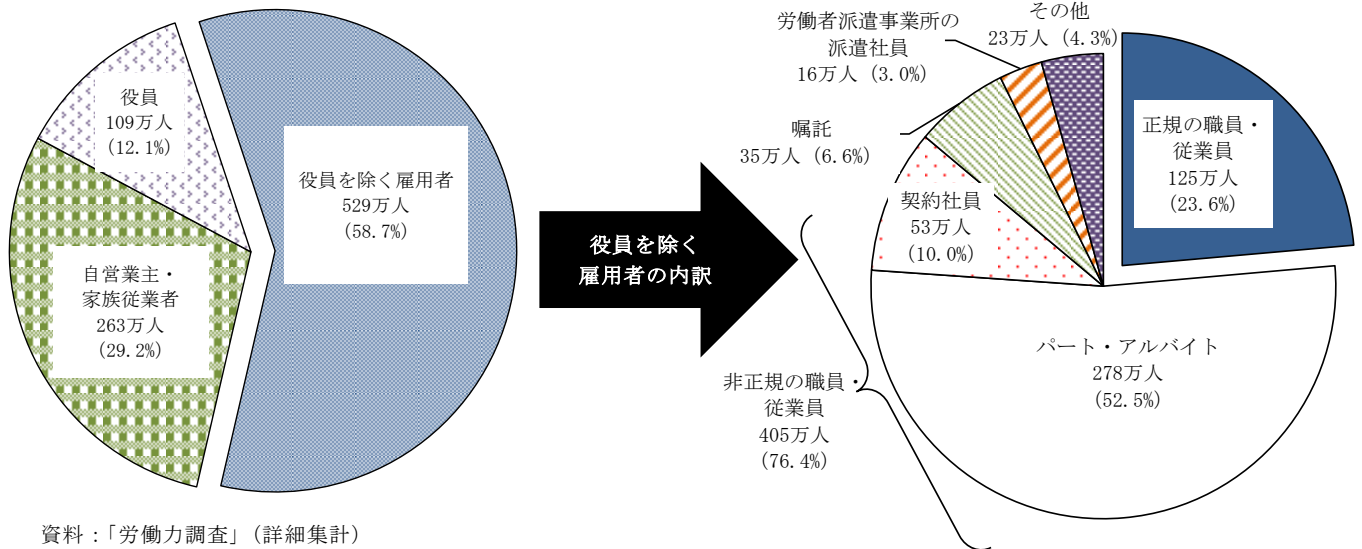 役員
109万人
(12.1%)
役員を除く雇用者
529万人
(58.7%)
自営業主・
家族従業者
263万人
(29.2%)
資料:「労働力調査」(詳細集計)
役員を除く
雇用者の内訳
労働者派遣事業所の
派遣社員
16万人 (3.0%)
その他
23万人 (4.3%)
正規の職員・
従業員
125万人
(23.6%)
嘱託
35万人 (6.6%)
契約社員
53万人
(10.0%)
パート・アルバイト
278万人
(52.5%)
非正規の職員・
従業員
405万人
(76.4%)